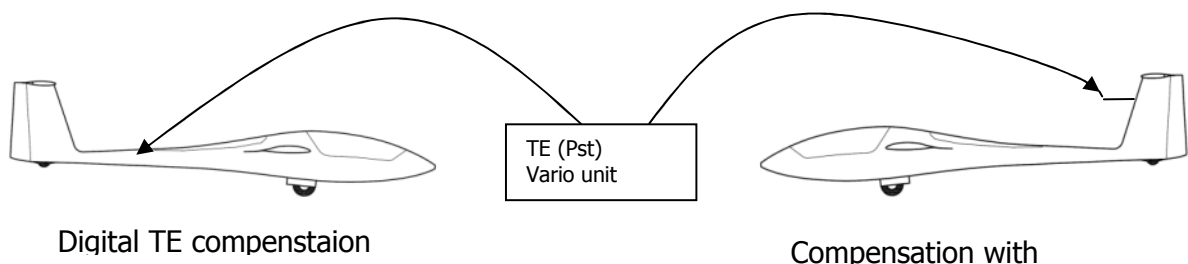 TE (Pst)
Vario unit
Digital TE compenstaion
Compensation with